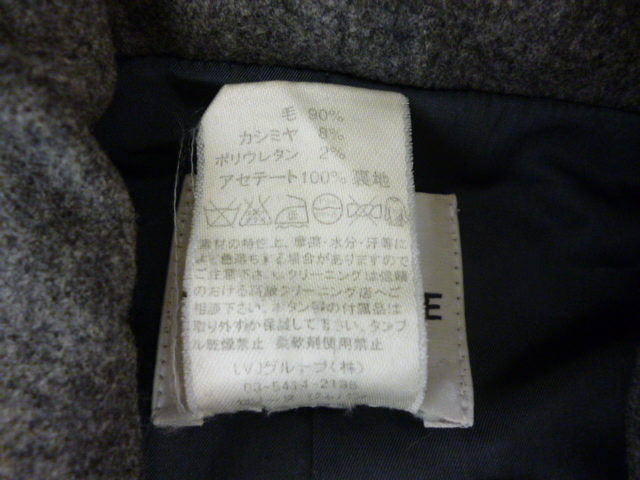 毛 90%
カシミヤ 8%
ポリウレタン 2%
アセテート100% 裏地
素材の特性上、摩擦・水分・汗等に
より色落ちする場合がありますので
ご注意下さい。クリーニングは信頼
のおける高級クリーニング店へご
相談下さい。ボタン等の付属品は
取り外すか保護して下さい。タンブ
ル乾燥禁止 柔軟剤使用禁止
LVJグループ(株)
03-5414-
E